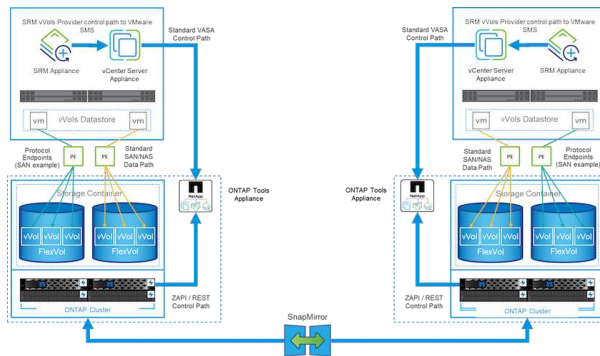 SRM vVols Provider control path to VMware
SMS
SRM Appliance
vCenter Server
Appliance
Standard VASA
Control Path
vm
vVols Datastore
vm
Protocol
Endpoints
(SAN example)
PE
PE
Standard
SAN/NAS
Data Path
Storage Container
vVol
vVol
vVol
FlexVol
vVol
vVol
vVol
FlexVol
NetApp
ONTAP Tools
Appliance
ONTAP Cluster
ZAPI / REST
Control Path
SnapMirror
SRM vVols Provider control path to VMware
SMS
vCenter Server
Appliance
SRM Appliance
Standard VASA
Control Path
vm
vVols Datastore
vm
Standard
SAN/NAS
Data Path
PE
PE
Protocol
Endpoints
(SAN example)
ONTAP Tools
Appliance
NetApp
Storage Container
vVol
vVol
vVol
FlexVol
vVol
vVol
vVol
FlexVol
ZAPI / REST
Control Path
ONTAP Cluster